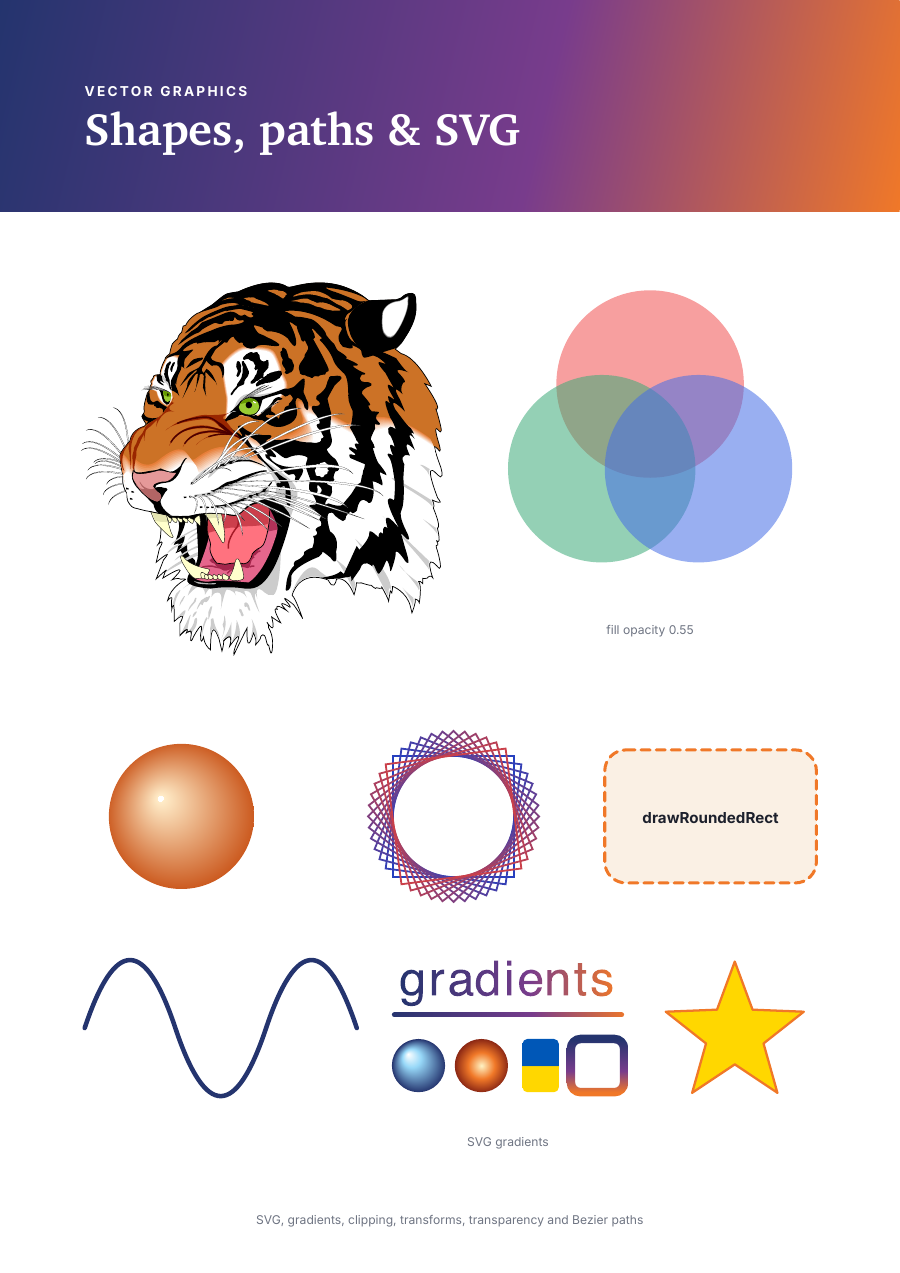 VECTOR GRAPHICS
Shapes, paths & SVG
fill opacity 0.55
drawRoundedRect
gradients
SVG gradients
SVG, gradients, clipping, transforms, transparency and Bezier paths